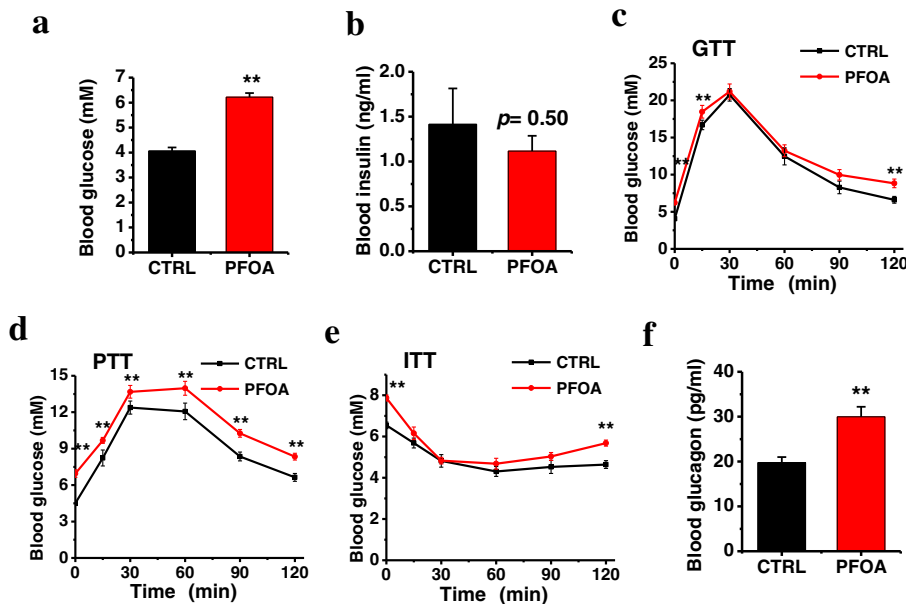 a
Blood glucose (mM)
7
6
5
4
3
2
1
0
**
CTRL PFOA
b
Blood insulin (ng/ml)
2.0
1.5
1.0
0.5
0.0
p= 0.50
CTRL PFOA
c
GTT
CTRL
PFOA
Blood glucose (mM)
25
20
15
10
5
0
** ** **
0 30 60 90 120
Time (min)
d
PTT
CTRL
PFOA
Blood glucose (mM)
15
12
9
6
3
0
** ** ** ** ** **
0 30 60 90 120
Time (min)
e
ITT
CTRL
PFOA
Blood glucose (mM)
8
6
4
2
0
** **
0 30 60 90 120
Time (min)
f
Blood glucagon (pg/ml)
40
30
20
10
0
**
CTRL PFOA